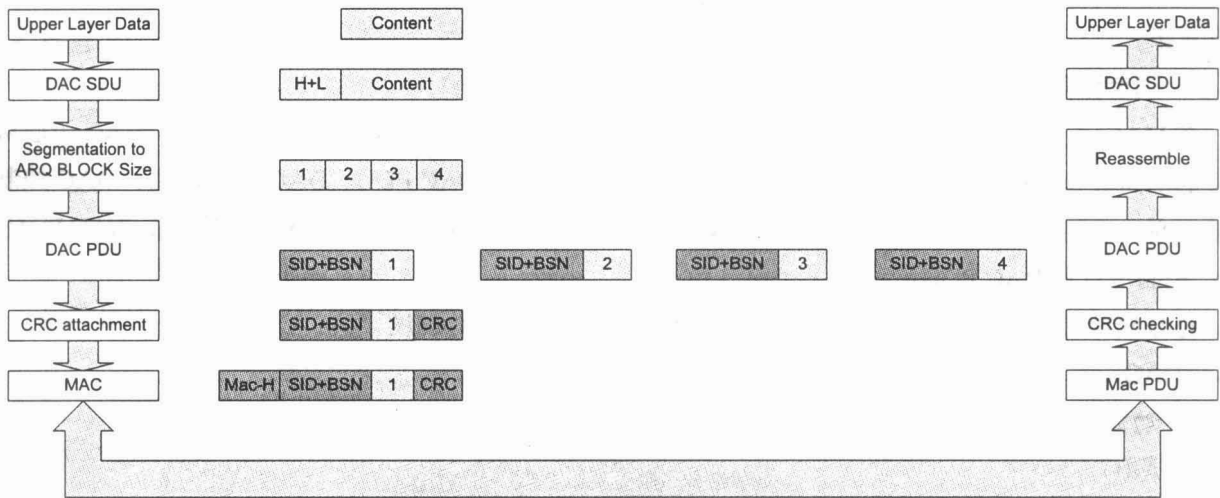 Upper Layer Data
Content
Upper Layer Data
DAC SDU
H+L
Content
DAC SDU
Segmentation to
ARQ BLOCK Size
1
2
3
4
Reassemble
DAC PDU
SID+BSN
1
SID+BSN
2
SID+BSN
3
SID+BSN
4
DAC PDU
CRC attachment
SID+BSN
1
CRC
CRC checking
MAC
Mac-H
SID+BSN
1
CRC
Mac PDU